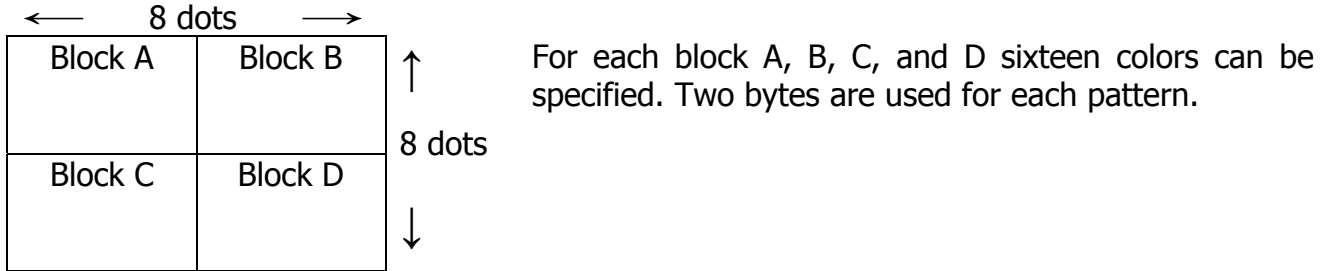 ← 8 dots →
Block A Block B ↑ For each block A, B, C, and D sixteen colors can be
specified. Two bytes are used for each pattern.
8 dots
Block C Block D
↓